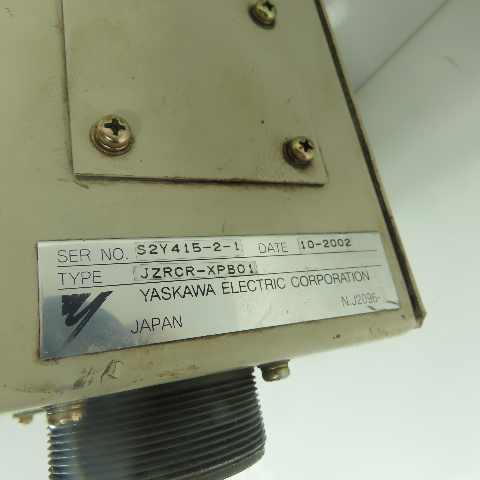 SER NO. S2Y415-2-1 DATE 10-2002
TYPE JZRCR-XPB01
YASKAWA ELECTRIC CORPORATION
JAPAN NJ2096-